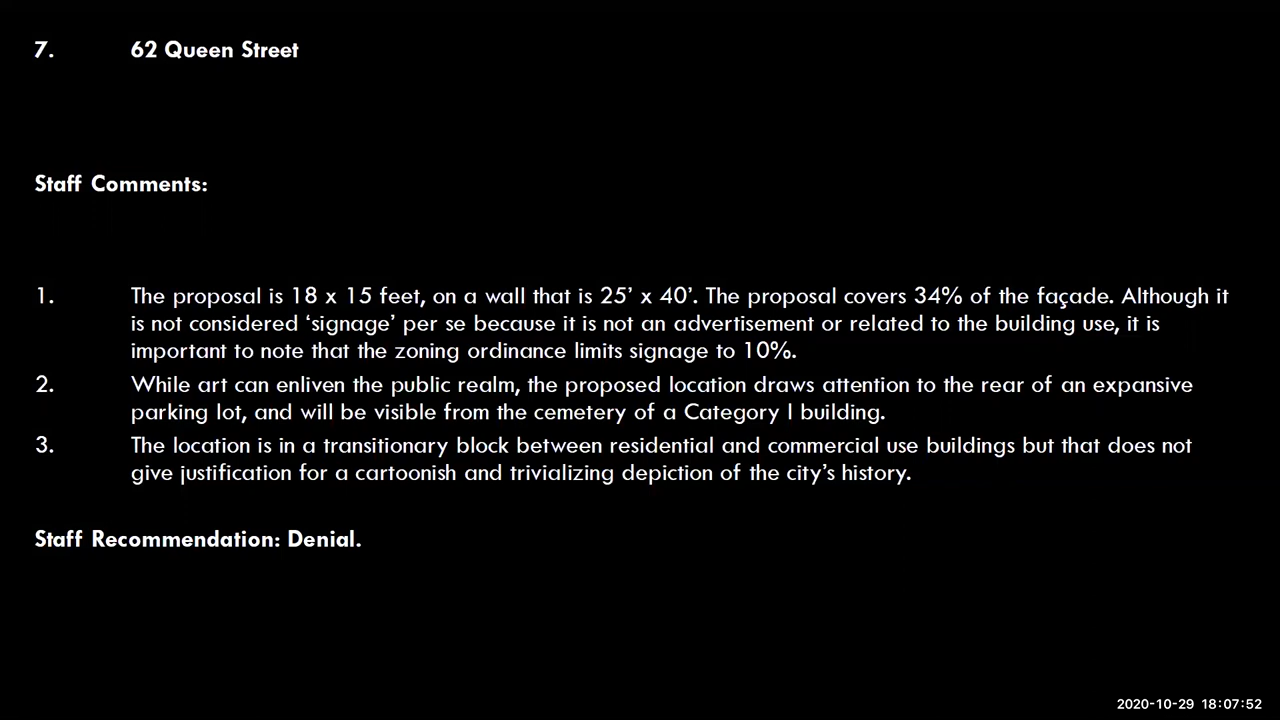 7. 62 Queen Street
Staff Comments:
1. The proposal is 18 x 15 feet, on a wall that is 25’ x 40’. The proposal covers 34% of the façade. Although it
is not considered ‘signage’ per se because it is not an advertisement or related to the building use, it is
important to note that the zoning ordinance limits signage to 10%.
2. While art can enliven the public realm, the proposed location draws attention to the rear of an expansive
parking lot, and will be visible from the cemetery of a Category I building.
3. The location is in a transitionary block between residential and commercial use buildings but that does not
give justification for a cartoonish and trivializing depiction of the city’s history.
Staff Recommendation: Denial.
2020-10-29 18:07:52